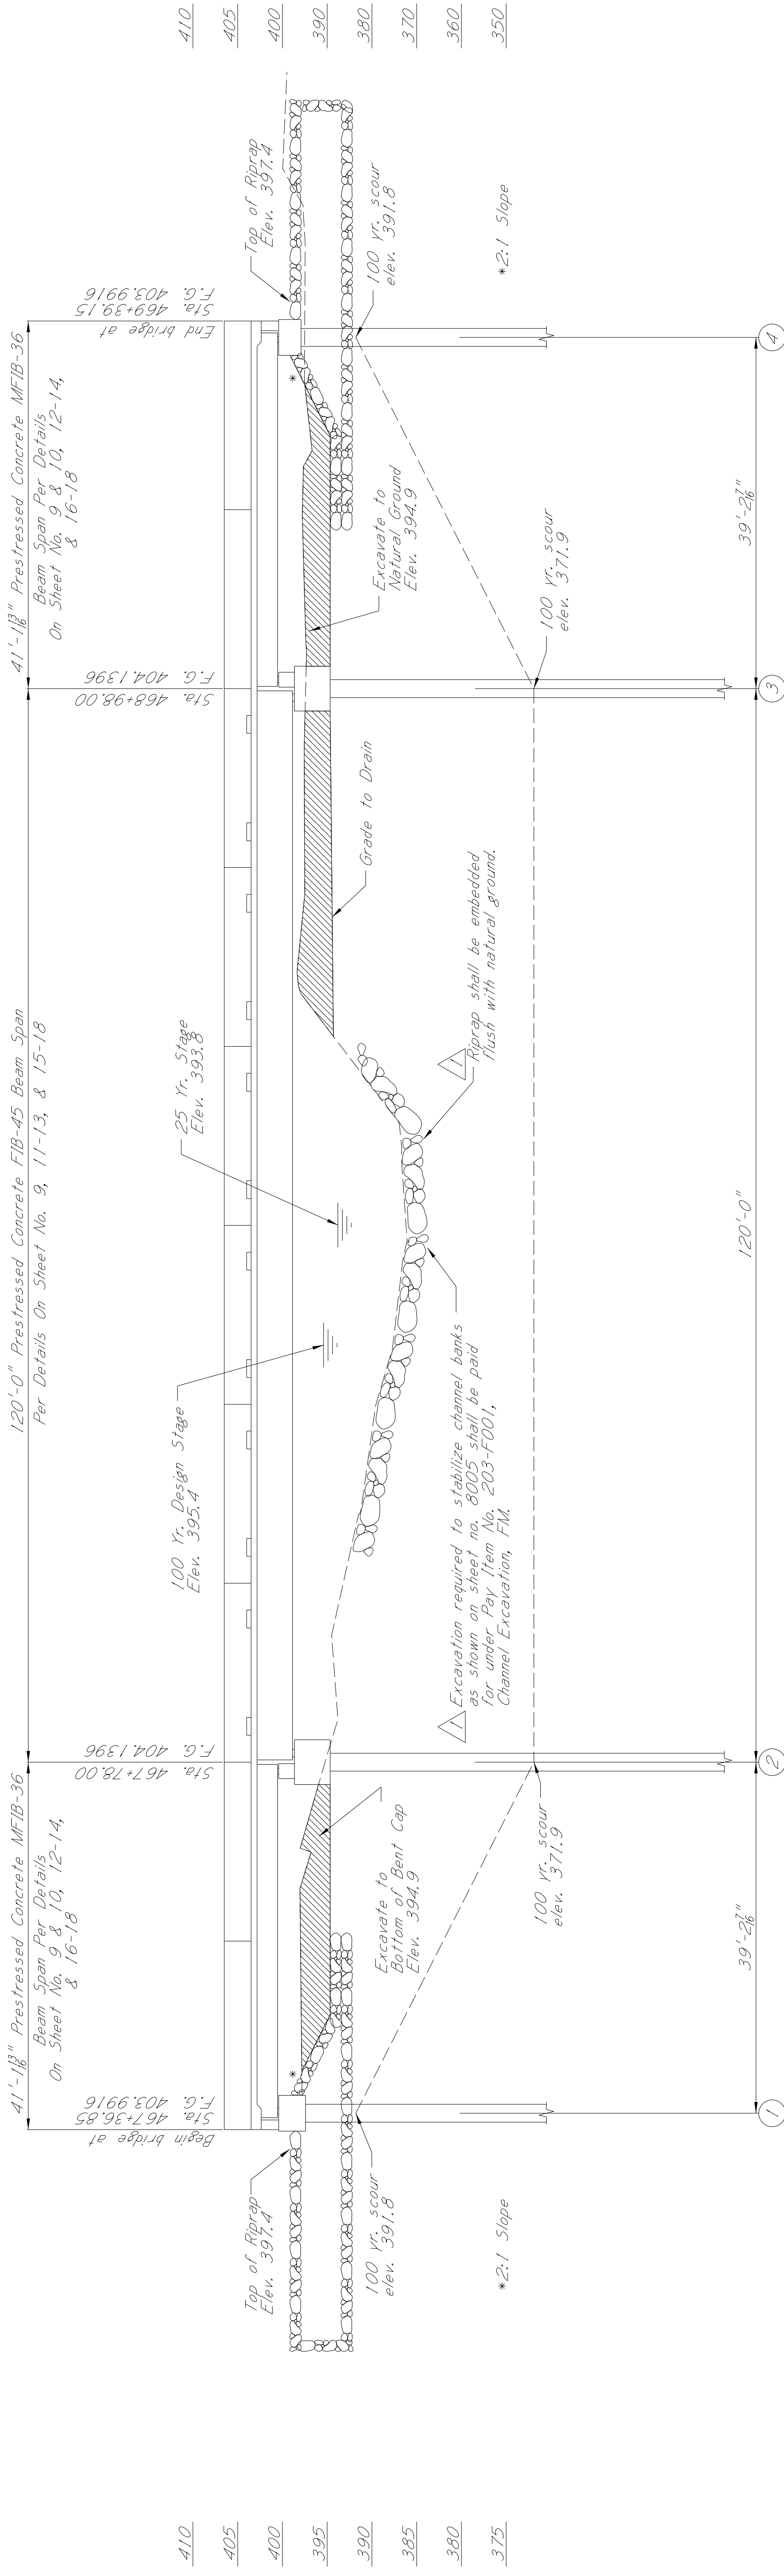 41'-1 13/16" Prestressed Concrete MFIB-36
Beam Span Per Details
On Sheet No. 9 & 10, 12-14,
& 16-18
120'-0" Prestressed Concrete FIB-45 Beam Span
Per Details On Sheet No. 9, 11-13, & 15-18
41'-1 13/16" Prestressed Concrete MFIB-36
Beam Span Per Details
On Sheet No. 9 & 10, 12-14,
& 16-18
Begin bridge at
Sta. 467+36.85
F.G. 403.9916
Sta. 467+78.00
F.G. 404.1396
Sta. 468+98.00
F.G. 404.1396
End bridge at
Sta. 469+39.15
F.G. 403.9916
410
405
400
395
390
385
380
375
410
405
400
390
380
370
360
350
Top of Riprap
Elev. 397.4
100 Yr. Design Stage
Elev. 395.4
25 Yr. Stage
Elev. 393.8
Top of Riprap
Elev. 397.4
*
*
100 yr. scour
elev. 391.8
Excavate to
Bottom of Bent Cap
Elev. 394.9
1
Excavation required to stabilize channel banks
as shown on sheet no. 8005 shall be paid
for under Pay Item No. 203-F001,
Channel Excavation, FM.
1
Riprap shall be embedded
flush with natural ground.
Grade to Drain
Excavate to
Natural Ground
Elev. 394.9
100 yr. scour
elev. 391.8
*2:1 Slope
100 yr. scour
elev. 371.9
100 yr. scour
elev. 371.9
*2:1 Slope
39'-2 7/16"
120'-0"
39'-2 7/16"
1
2
3
4